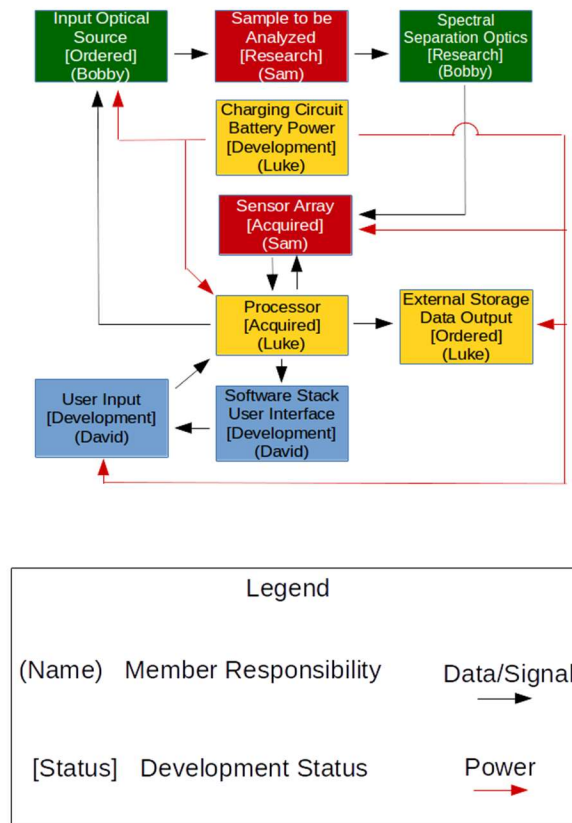 Input Optical
Source
[Ordered]
(Bobby)
Sample to be
Analyzed
[Research]
(Sam)
Spectral
Separation Optics
[Research]
(Bobby)
Charging Circuit
Battery Power
[Development]
(Luke)
Sensor Array
[Acquired]
(Sam)
Processor
[Acquired]
(Luke)
External Storage
Data Output
[Ordered]
(Luke)
User Input
[Development]
(David)
Software Stack
User Interface
[Development]
(David)
Legend
(Name) Member Responsibility
Data/Signal
[Status] Development Status
Power